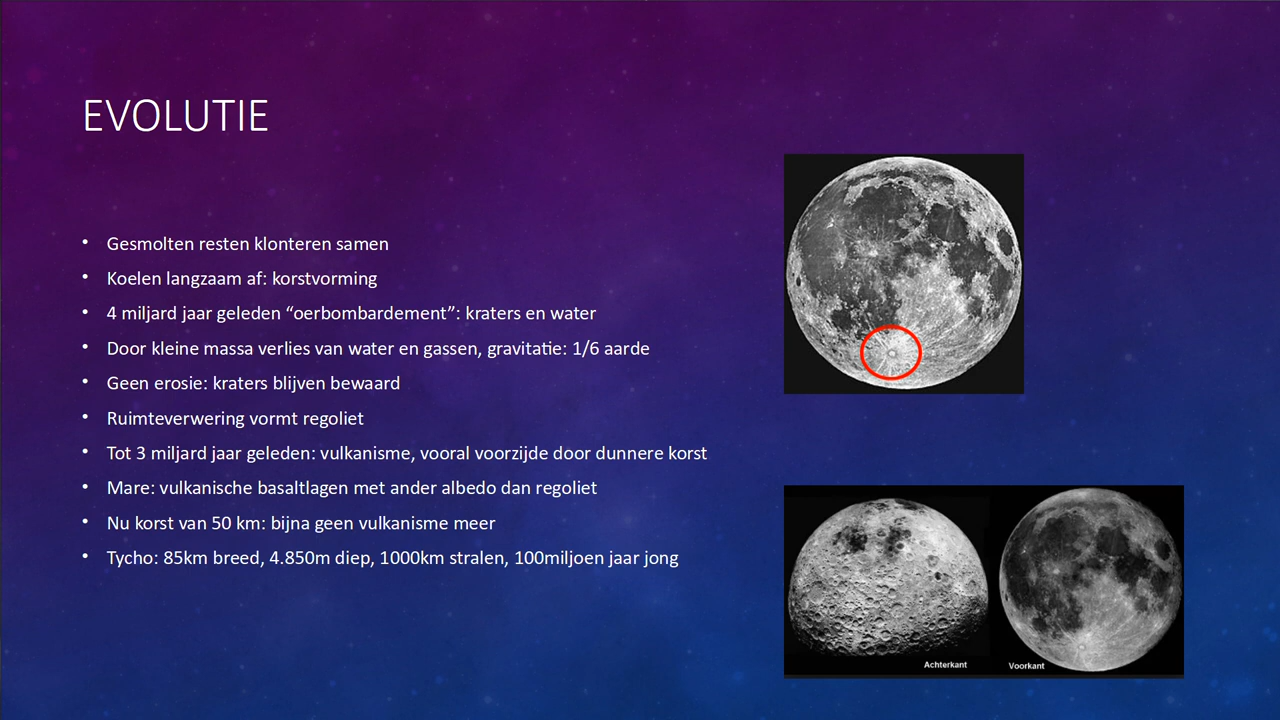 EVOLUTIE
• Gesmolten resten klonteren samen
• Koelen langzaam af: korstvorming
• 4 miljard jaar geleden “oerbombardement”: kraters en water
• Door kleine massa verlies van water en gassen, gravitatie: 1/6 aarde
• Geen erosie: kraters blijven bewaard
• Ruimteverwering vormt regoliet
• Tot 3 miljard jaar geleden: vulkanisme, vooral voorzijde door dunnere korst
• Mare: vulkanische basaltlagen met ander albedo dan regoliet
• Nu korst van 50 km: bijna geen vulkanisme meer
• Tycho: 85km breed, 4.850m diep, 1000km stralen, 100miljoen jaar jong
Achterkant
Voorkant